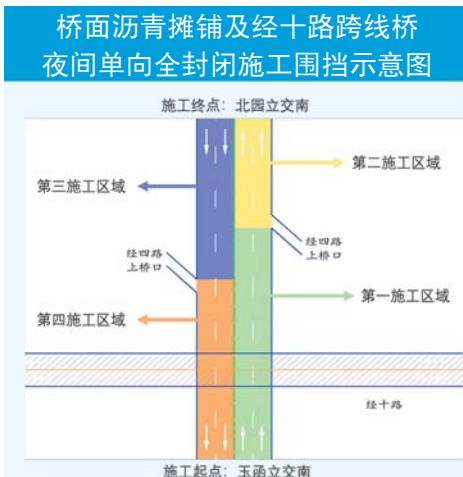 桥面沥青摊铺及经十路跨线桥
夜间单向全封闭施工围挡示意图
施工终点：北园立交南
第二施工区域
第三施工区域
经四路
上桥口
经四路
上桥口
第一施工区域
第四施工区域
经十路
施工起点：玉函立交南